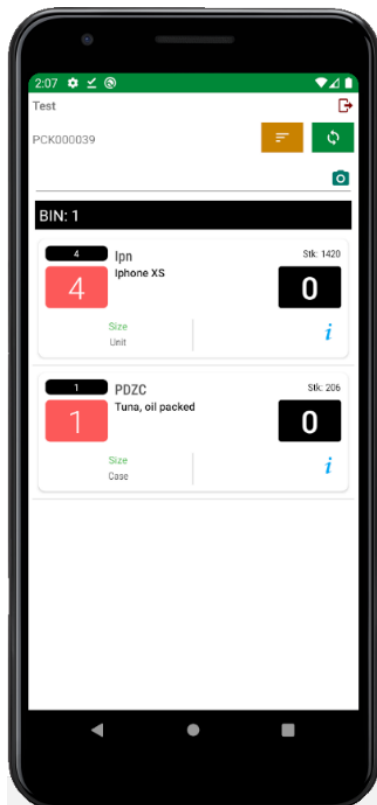 2:07
Test
PCK000039
BIN: 1
4
Ipn
Stk: 1420
4
Iphone XS
0
Size
Unit
i
1
PDZC
Stk: 206
1
Tuna, oil packed
0
Size
Case
i